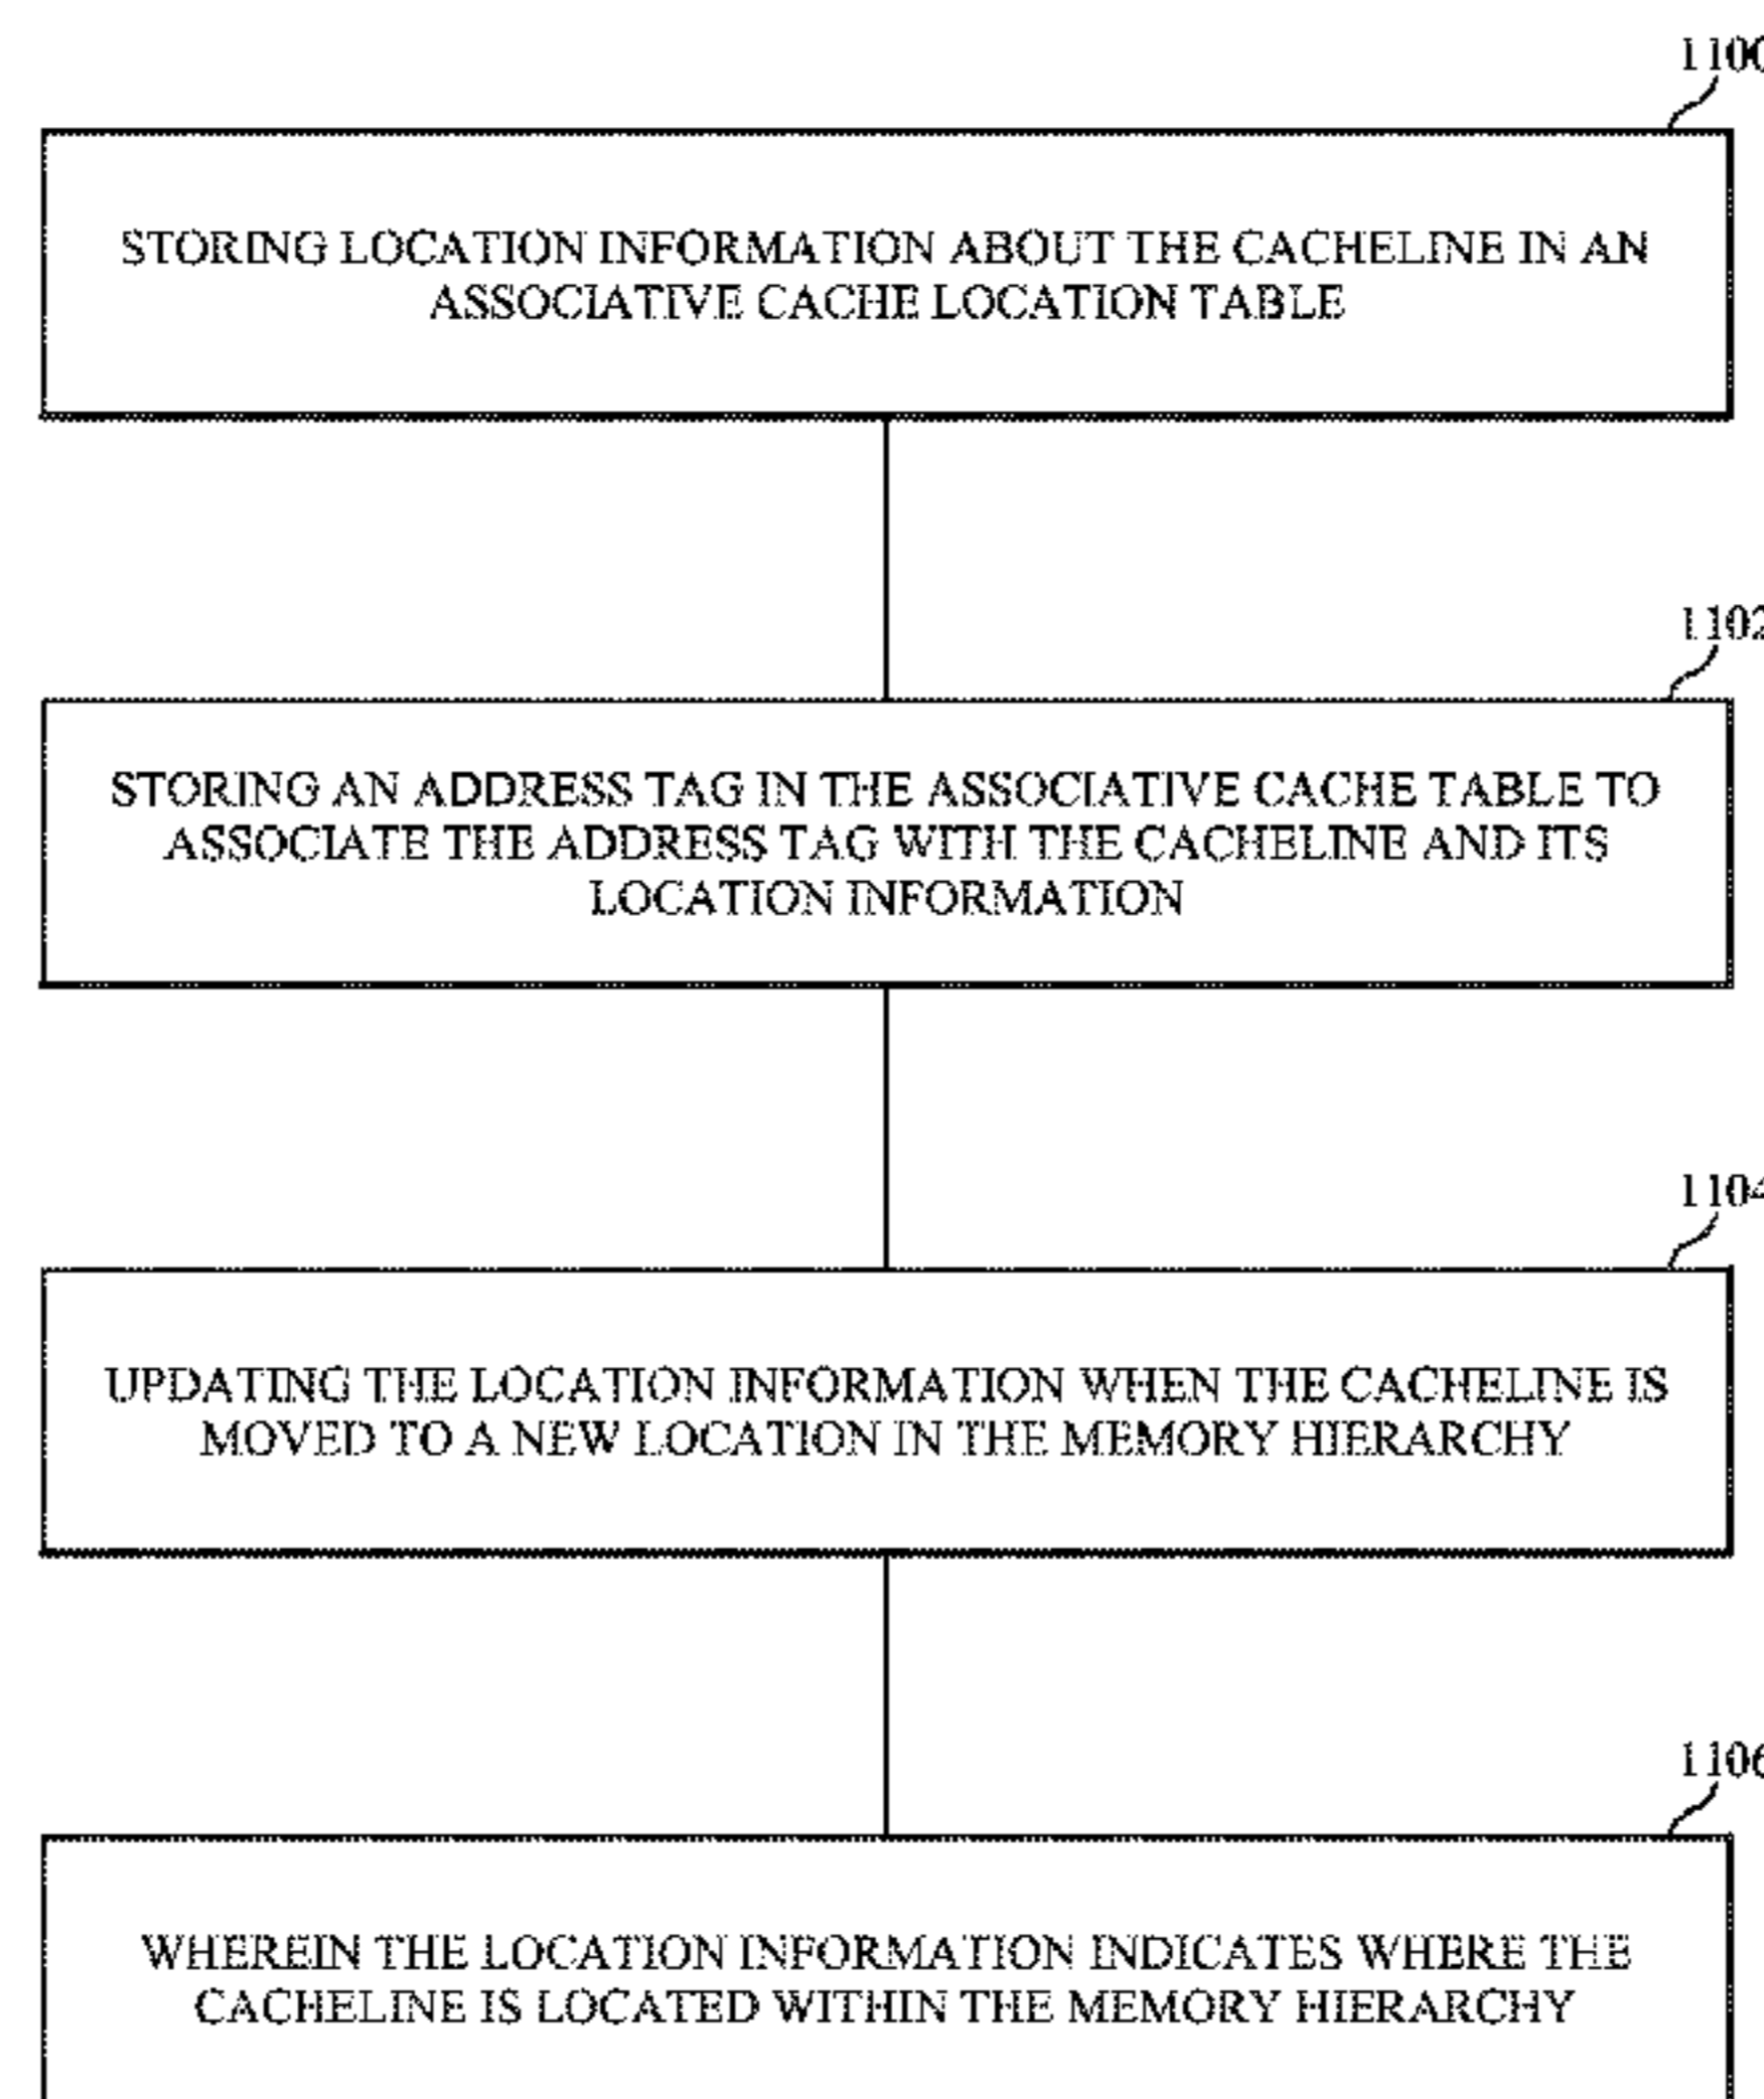 1100
STORING LOCATION INFORMATION ABOUT THE CACHELINE IN AN
ASSOCIATIVE CACHE LOCATION TABLE
1102
STORING AN ADDRESS TAG IN THE ASSOCIATIVE CACHE TABLE TO
ASSOCIATE THE ADDRESS TAG WITH THE CACHELINE AND ITS
LOCATION INFORMATION
1104
UPDATING THE LOCATION INFORMATION WHEN THE CACHELINE IS
MOVED TO A NEW LOCATION IN THE MEMORY HIERARCHY
1106
WHEREIN THE LOCATION INFORMATION INDICATES WHERE THE
CACHELINE IS LOCATED WITHIN THE MEMORY HIERARCHY